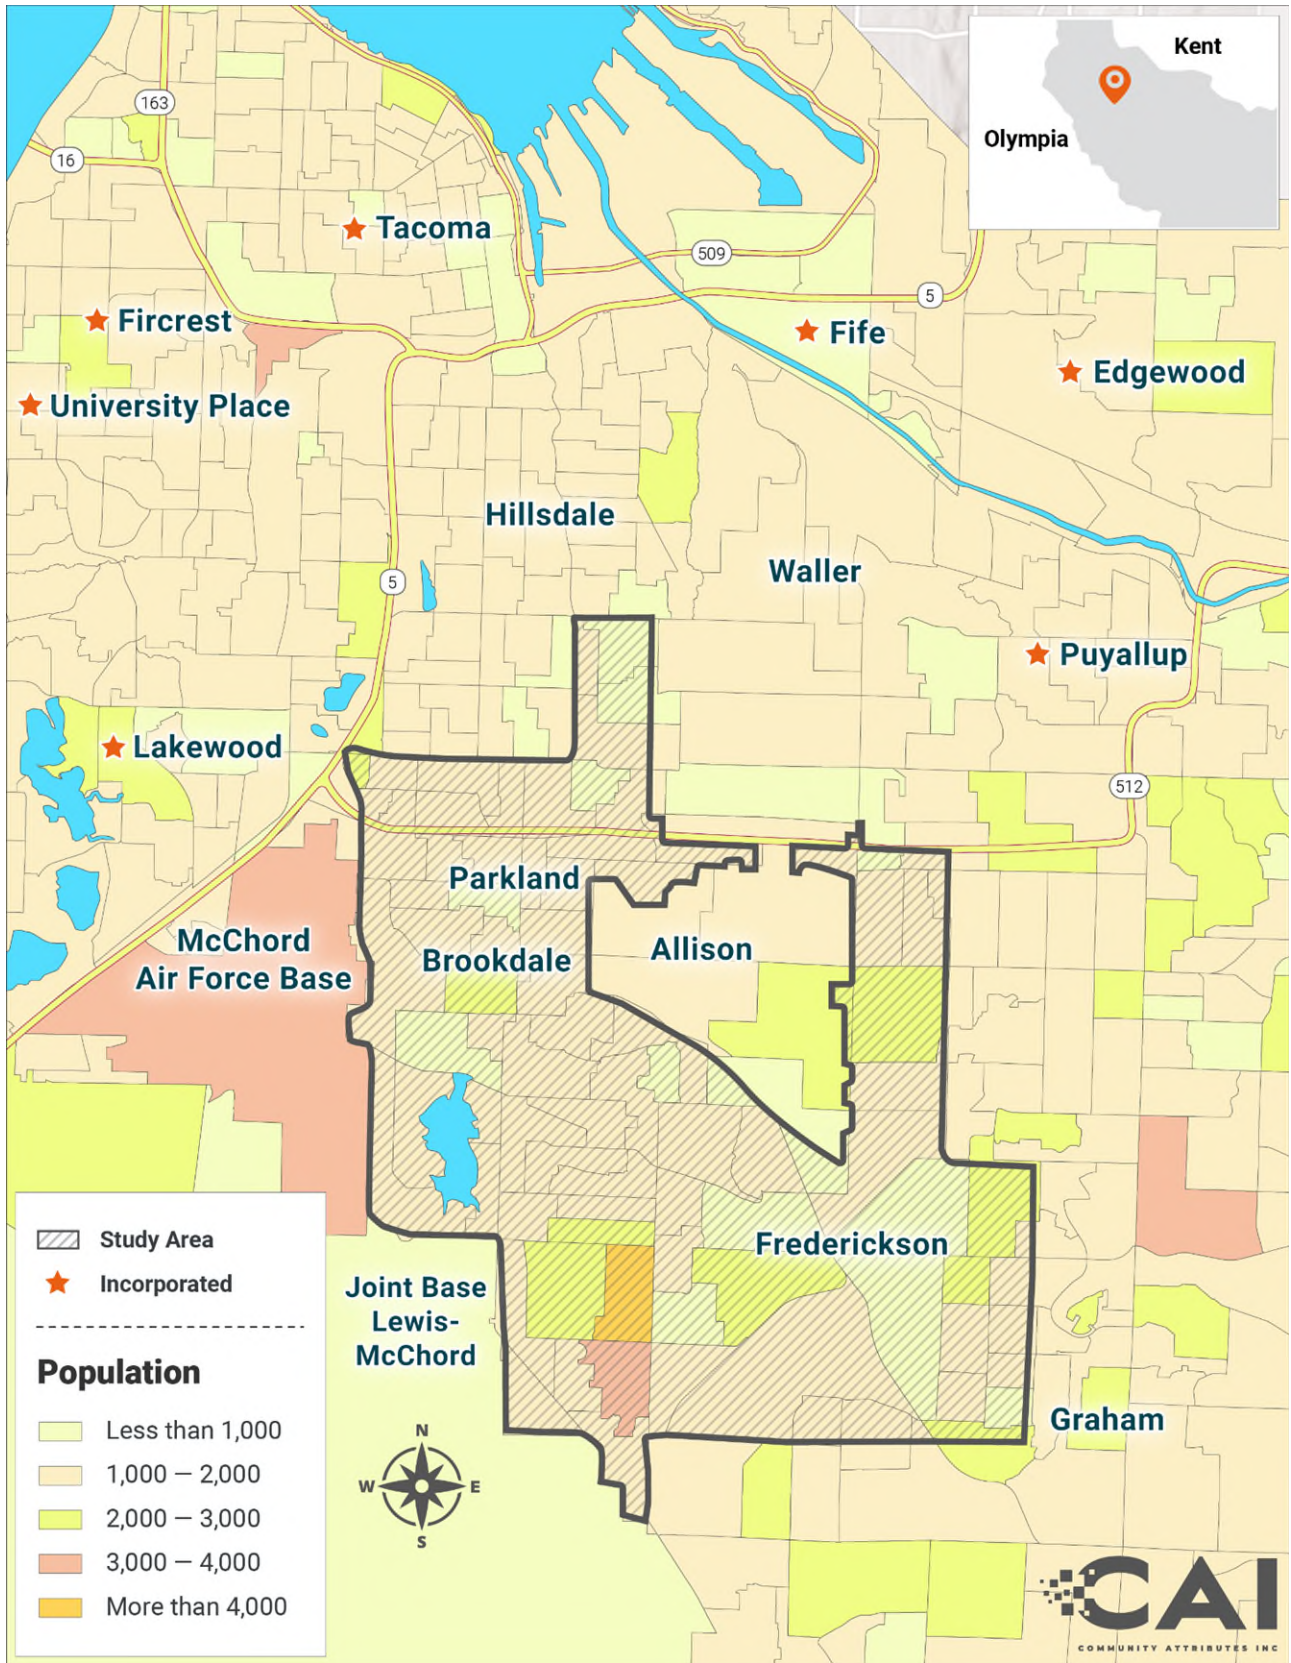 Kent
Olympia
163
16
Tacoma
509
5
Fircrest
Fife
Edgewood
University Place
Hillsdale
Waller
5
Puyallup
Lakewood
512
Parkland
McChord
Air Force Base
Brookdale
Allison
Frederickson
Joint Base
Lewis-
McChord
Graham
Study Area
Incorporated
Population
Less than 1,000
1,000 — 2,000
2,000 — 3,000
3,000 — 4,000
More than 4,000
N
W
E
S
CAI
COMMUNITY ATTRIBUTES INC